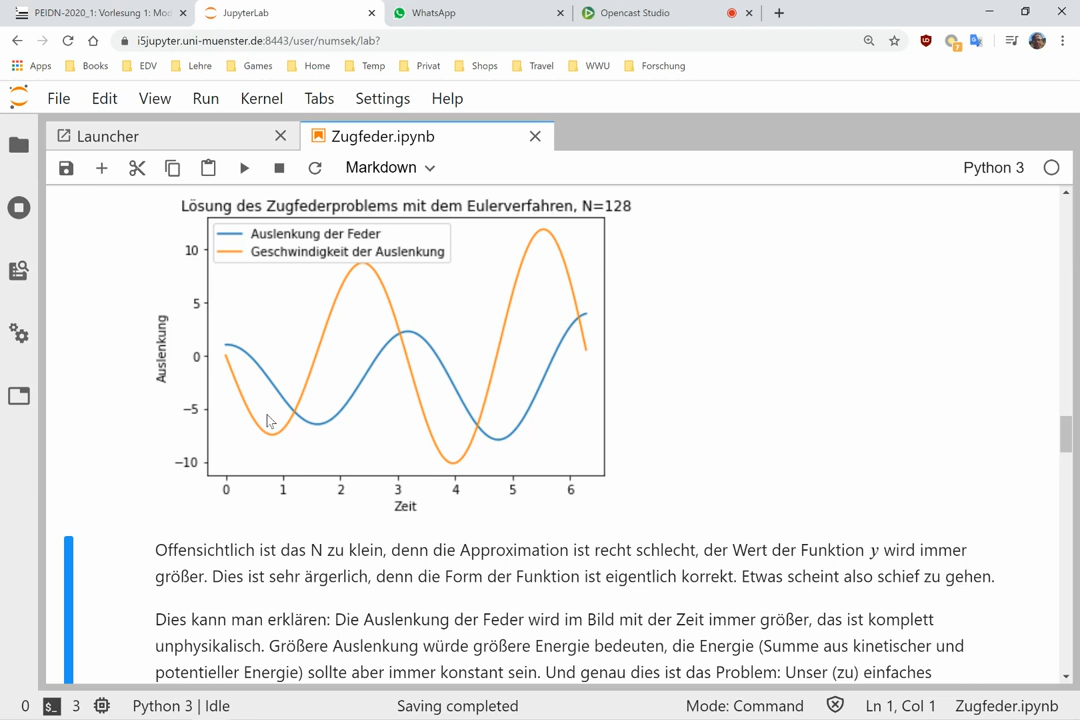 PEIDN-2020_1: Vorlesung 1: Mod
JupyterLab
WhatsApp
Opencast Studio
i5jupyter.uni-muenster.de:8443/user/numsek/lab?
Apps Books EDV Lehre Games Home Temp Privat Shops Travel WWU Forschung
File Edit View Run Kernel Tabs Settings Help
Launcher
Zugfeder.ipynb
Markdown
Python 3
Lösung des Zugfederproblems mit dem Eulerverfahren, N=128
Auslenkung der Feder
Geschwindigkeit der Auslenkung
10
5
0
−5
−10
Auslenkung
0 1 2 3 4 5 6
Zeit
Offensichtlich ist das N zu klein, denn die Approximation ist recht schlecht, der Wert der Funktion y wird immer
größer. Dies ist sehr ärgerlich, denn die Form der Funktion ist eigentlich korrekt. Etwas scheint also schief zu gehen.
Dies kann man erklären: Die Auslenkung der Feder wird im Bild mit der Zeit immer größer, das ist komplett
unphysikalisch. Größere Auslenkung würde größere Energie bedeuten, die Energie (Summe aus kinetischer und
potentieller Energie) sollte aber immer konstant sein. Und genau dies ist das Problem: Unser (zu) einfaches
0 $_ 3 Python 3 | Idle Saving completed Mode: Command Ln 1, Col 1 Zugfeder.ipynb